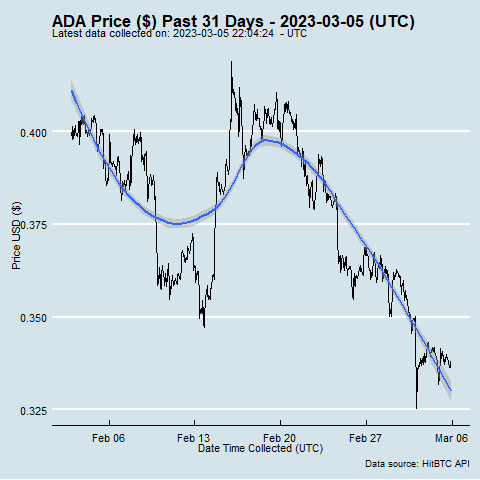 ADA Price ($) Past 31 Days - 2023-03-05 (UTC)
Latest data collected on: 2023-03-05 22:04:24 - UTC
Price USD ($)
0.400
0.375
0.350
0.325
Feb 06 Feb 13 Feb 20 Feb 27 Mar 06
Date Time Collected (UTC)
Data source: HitBTC API